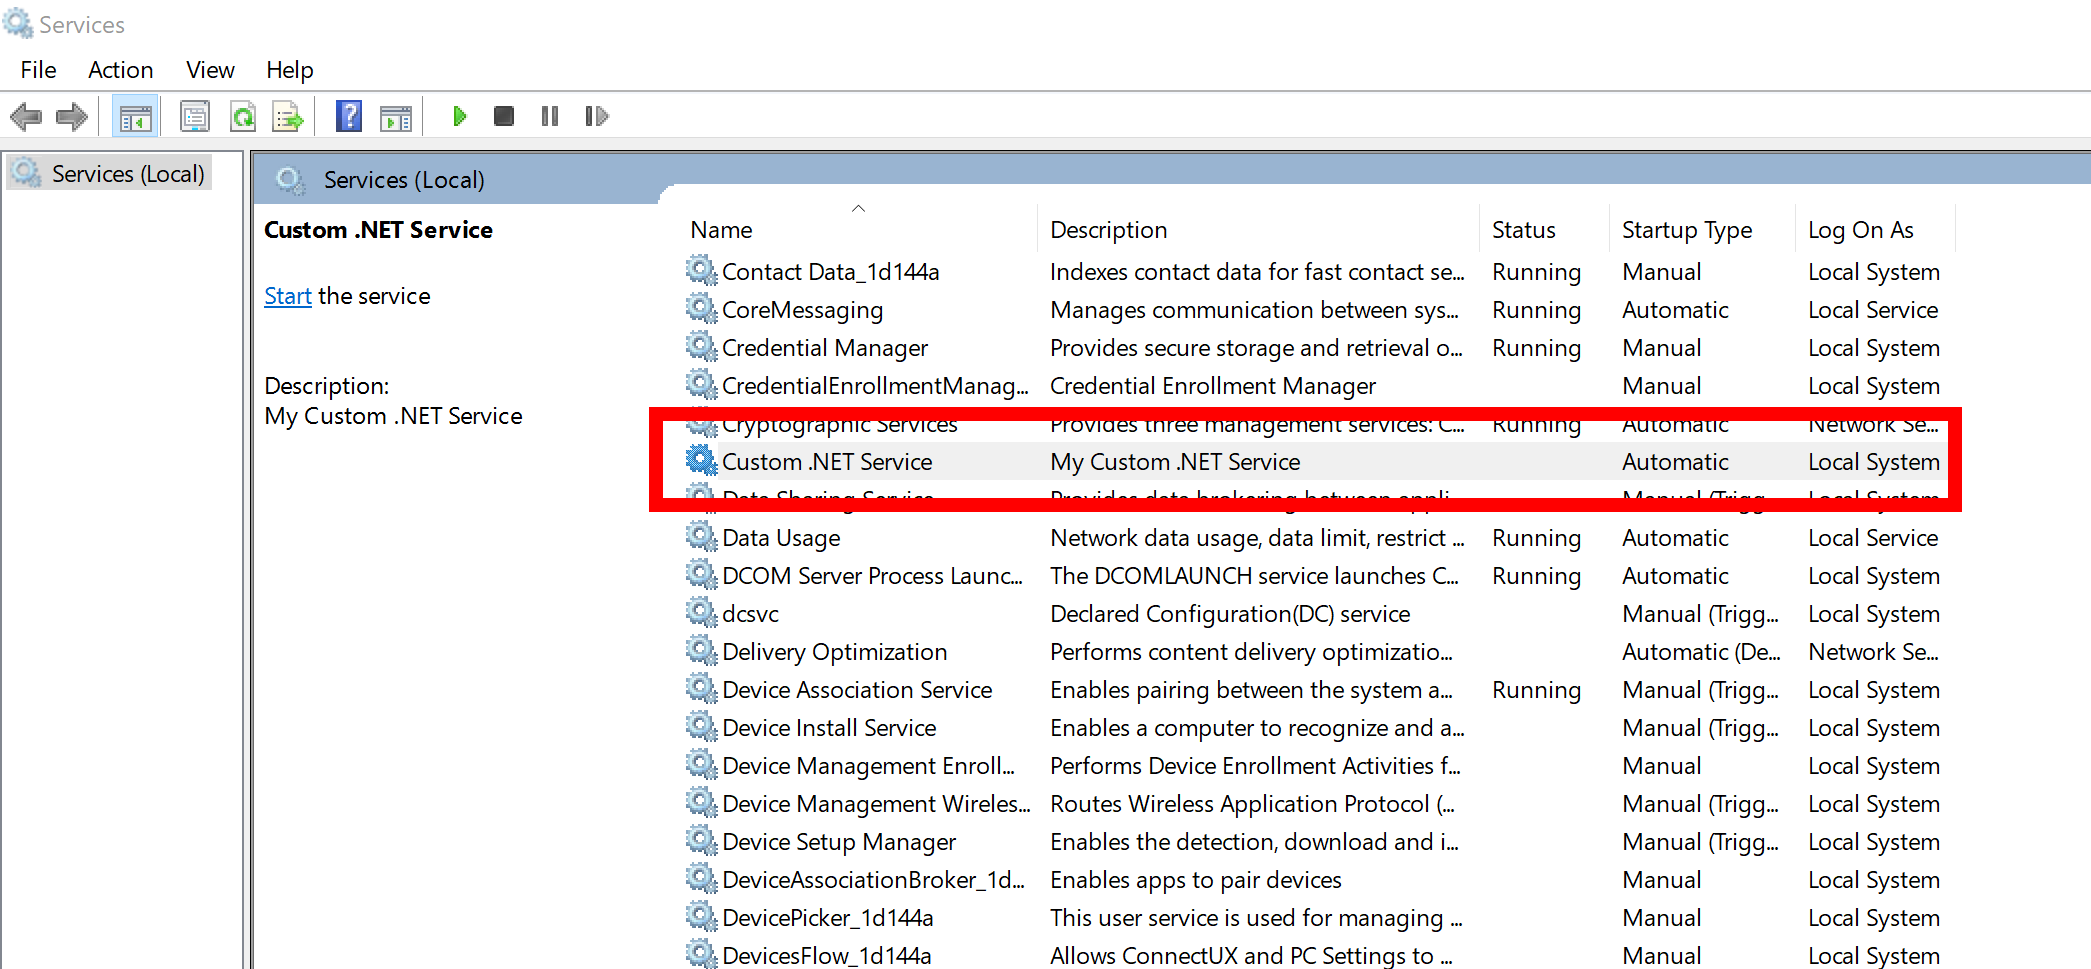 Services
File Action View Help
Services (Local)
Services (Local)
Custom .NET Service
Start the service
Description:
My Custom .NET Service
Name Description Status Startup Type Log On As
Contact Data_1d144a Indexes contact data for fast contact se... Running Manual Local System
CoreMessaging Manages communication between sys... Running Automatic Local Service
Credential Manager Provides secure storage and retrieval o... Running Manual Local System
CredentialEnrollmentManag... Credential Enrollment Manager Manual Local System
Cryptographic Services Provides three management services: C... Running Automatic Network Se...
Custom .NET Service My Custom .NET Service Automatic Local System
Data Sharing Service Provides data brokering between appli... Manual (Trigg... Local System
Data Usage Network data usage, data limit, restrict ... Running Automatic Local Service
DCOM Server Process Launc... The DCOMLAUNCH service launches C... Running Automatic Local System
dcsvc Declared Configuration(DC) service Manual (Trigg... Local System
Delivery Optimization Performs content delivery optimizatio... Automatic (De... Network Se...
Device Association Service Enables pairing between the system a... Running Manual (Trigg... Local System
Device Install Service Enables a computer to recognize and a... Manual (Trigg... Local System
Device Management Enroll... Performs Device Enrollment Activities f... Manual Local System
Device Management Wireles... Routes Wireless Application Protocol (... Manual (Trigg... Local System
Device Setup Manager Enables the detection, download and i... Manual (Trigg... Local System
DeviceAssociationBroker_1d... Enables apps to pair devices Manual Local System
DevicePicker_1d144a This user service is used for managing ... Manual Local System
DevicesFlow_1d144a Allows ConnectUX and PC Settings to ... Manual Local System